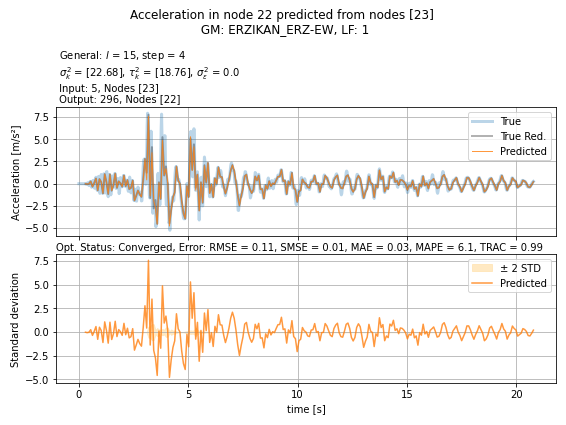 Acceleration in node 22 predicted from nodes [23]
GM: ERZIKAN_ERZ-EW, LF: 1
General: l = 15, step = 4
σ_k² = [22.68], τ_k² = [18.76], σ_ε² = 0.0
Input: 5, Nodes [23]
Output: 296, Nodes [22]
Acceleration [m/s²]
7.5
5.0
2.5
0.0
−2.5
−5.0
True
True Red.
Predicted
Opt. Status: Converged, Error: RMSE = 0.11, SMSE = 0.01, MAE = 0.03, MAPE = 6.1, TRAC = 0.99
Standard deviation
7.5
5.0
2.5
0.0
−2.5
−5.0
± 2 STD
Predicted
0 5 10 15 20
time [s]